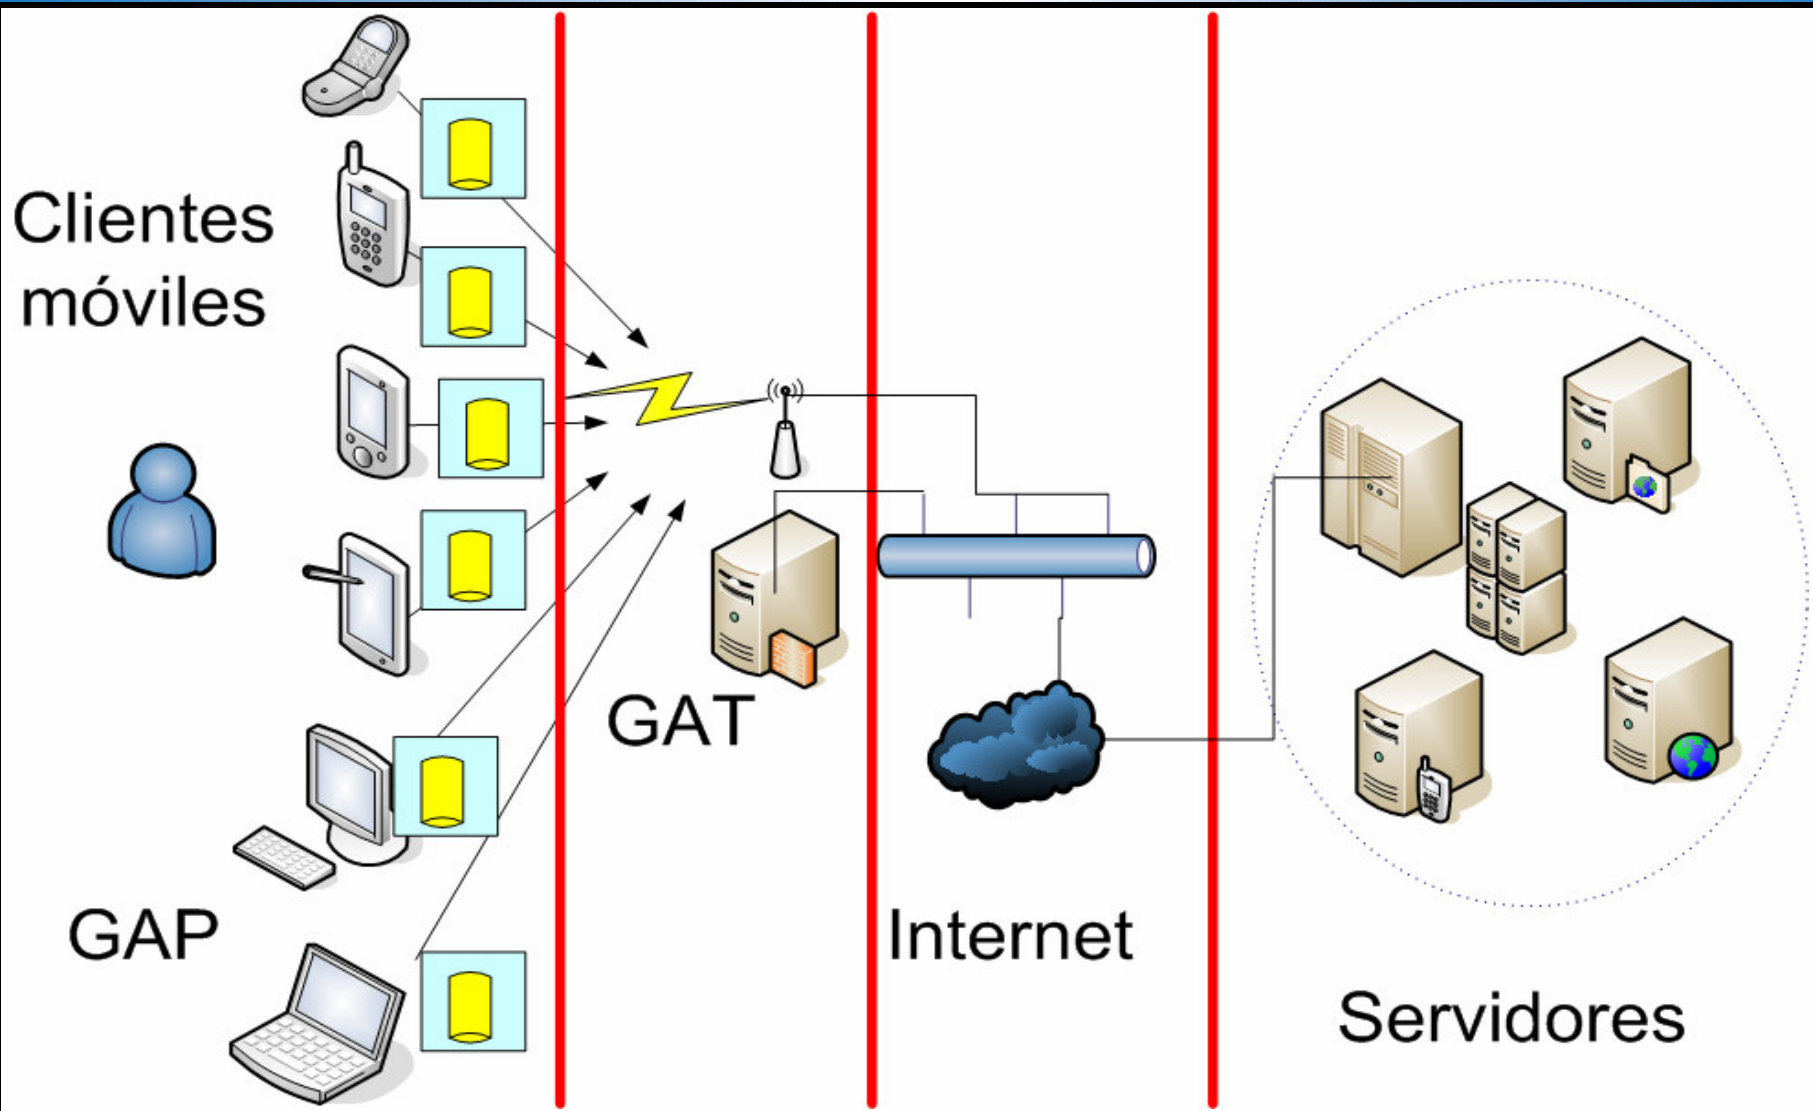 Clientes
móviles
GAT
GAP
Internet
Servidores